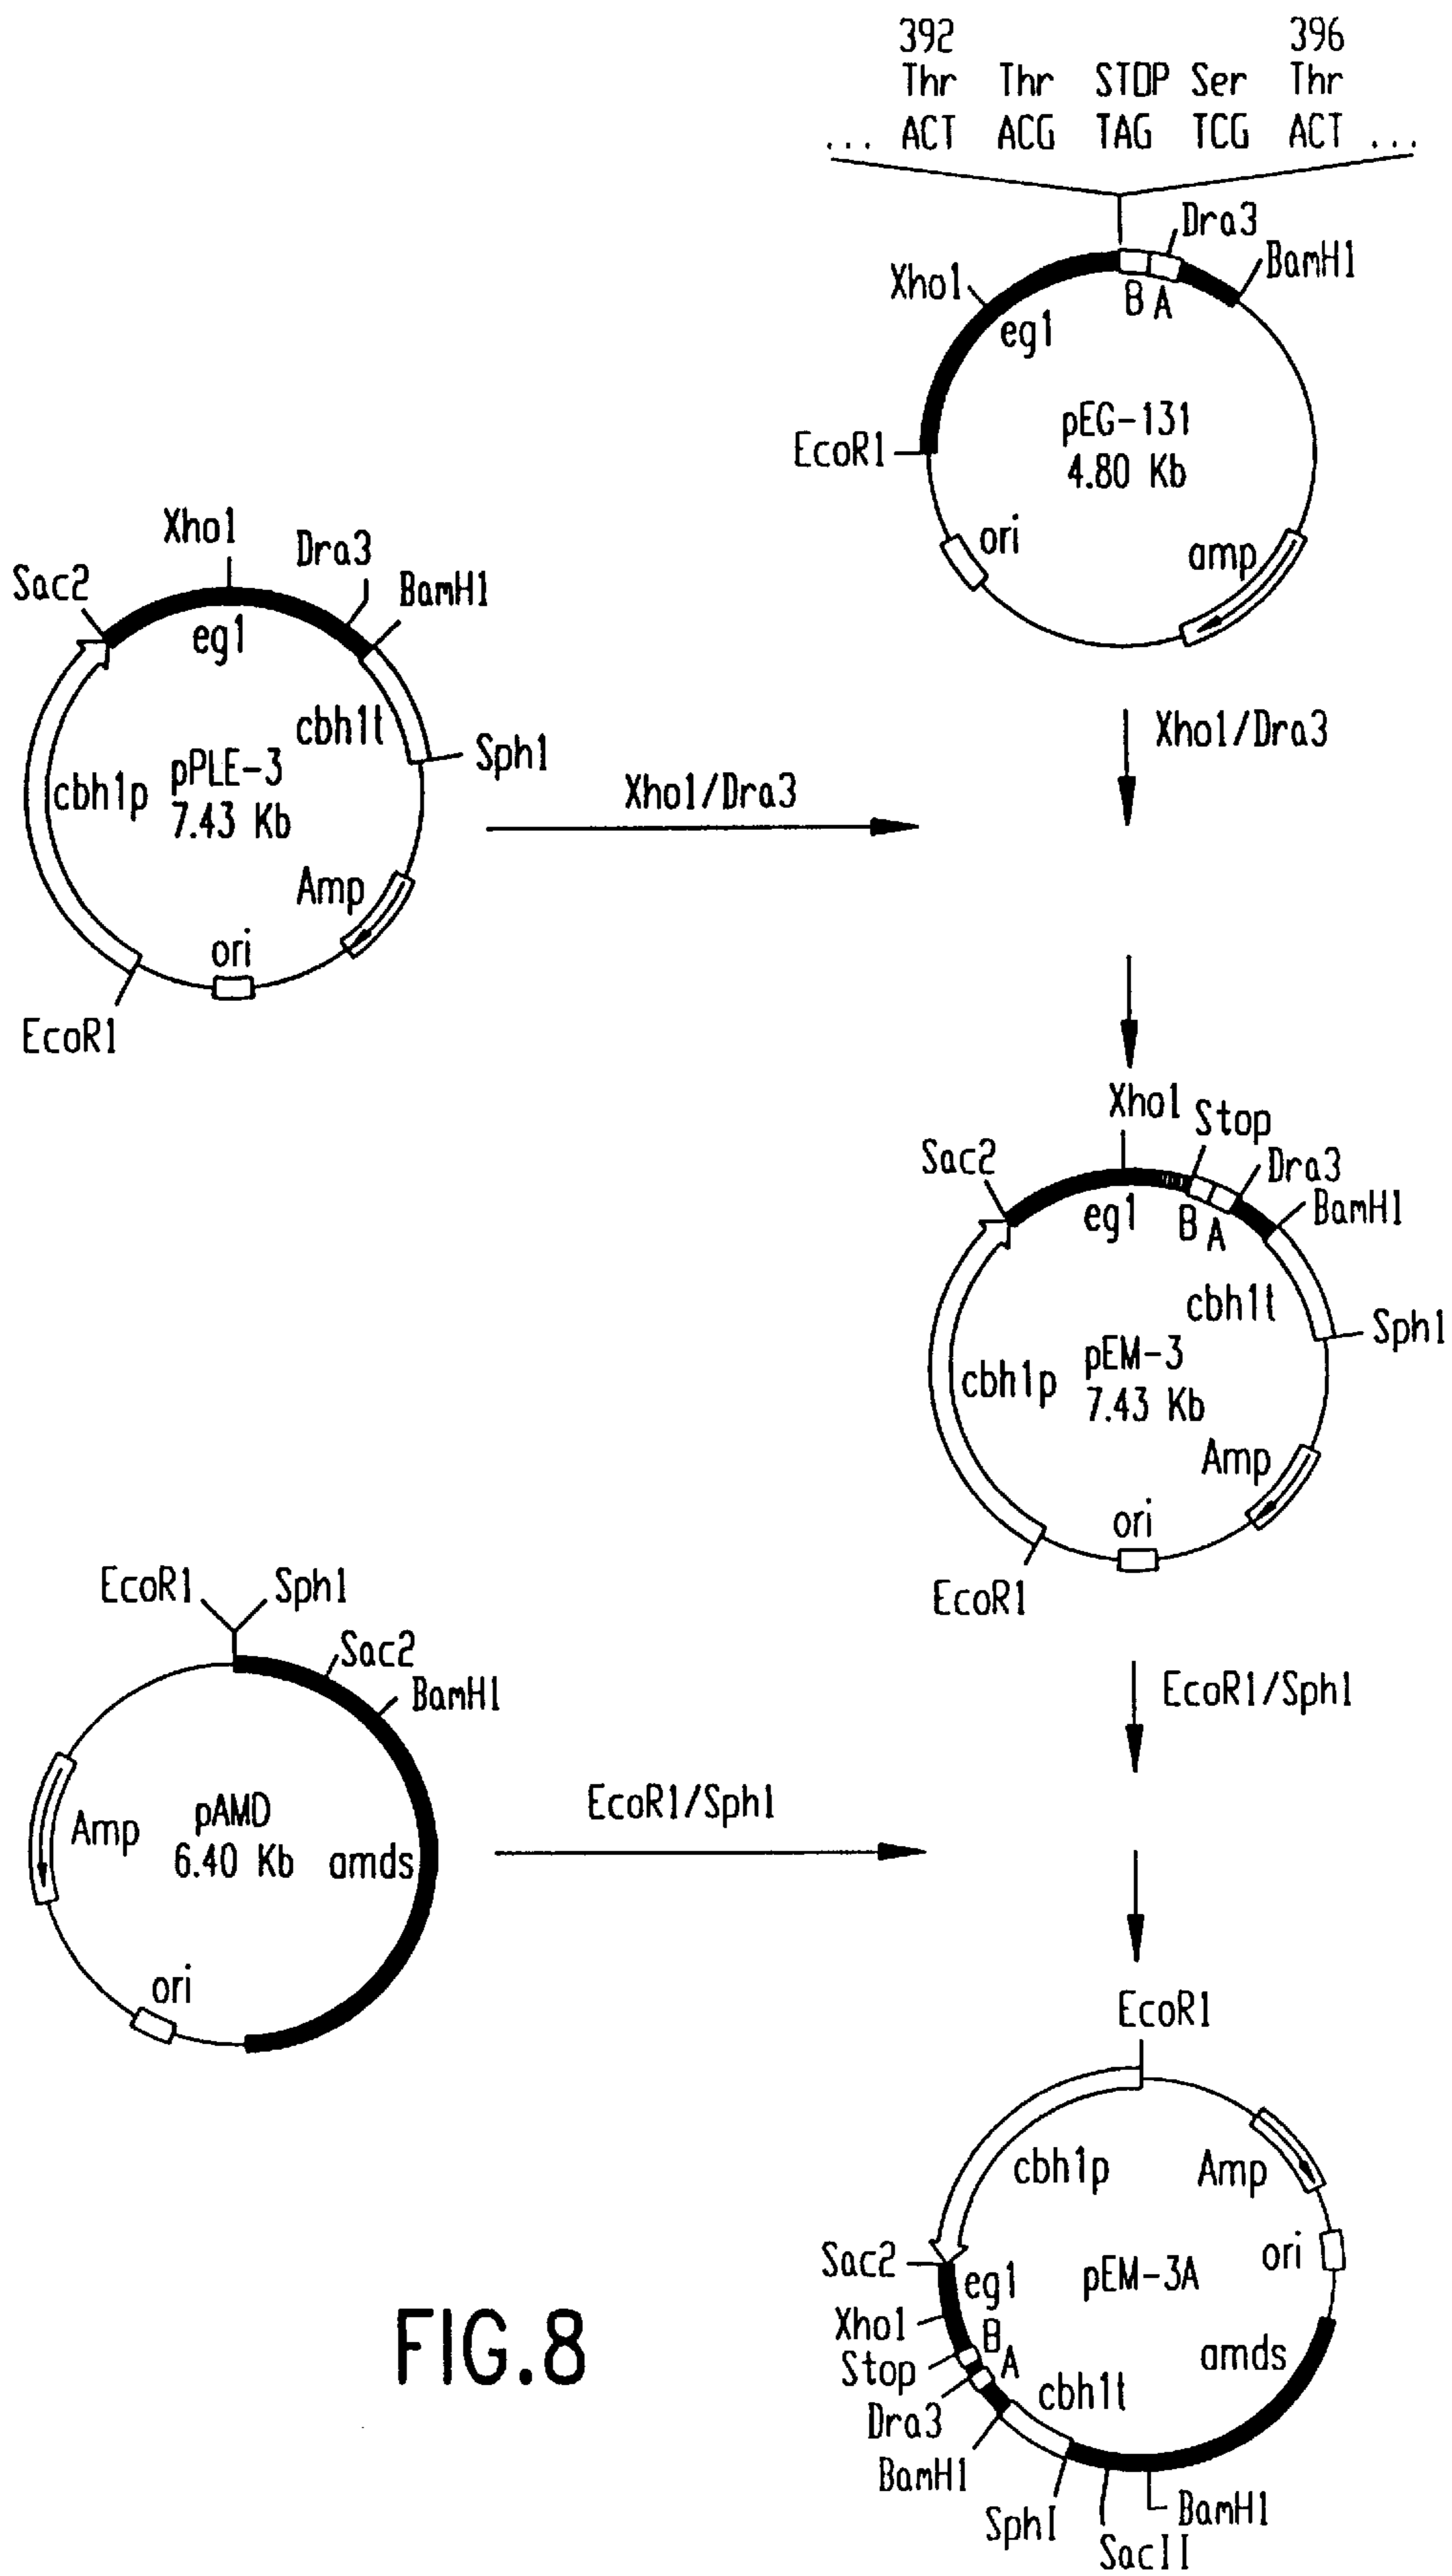 392 396
Thr Thr STOP Ser Thr
... ACT ACG TAG TCG ACT ...
Dra3
BamH1
Xho1
B A
eg1
pEG-131
4.80 Kb
EcoR1
ori
amp
Xho1/Dra3
Xho1
Dra3
BamH1
Sac2
eg1
cbh1t
Sph1
cbh1p
pPLE-3
7.43 Kb
Amp
ori
EcoR1
Xho1/Dra3
Xho1
Stop
Dra3
BamH1
Sac2
eg1
B A
cbh1t
Sph1
cbh1p
pEM-3
7.43 Kb
Amp
ori
EcoR1
EcoR1/Sph1
EcoR1
Sph1
Sac2
BamH1
Amp
pAMD
6.40 Kb
amds
ori
EcoR1/Sph1
EcoR1
cbh1p
Amp
Sac2
eg1
pEM-3A
ori
Xho1
B
Stop
A
amds
Dra3
cbh1t
BamH1
SphI
BamH1
SacII
FIG.8